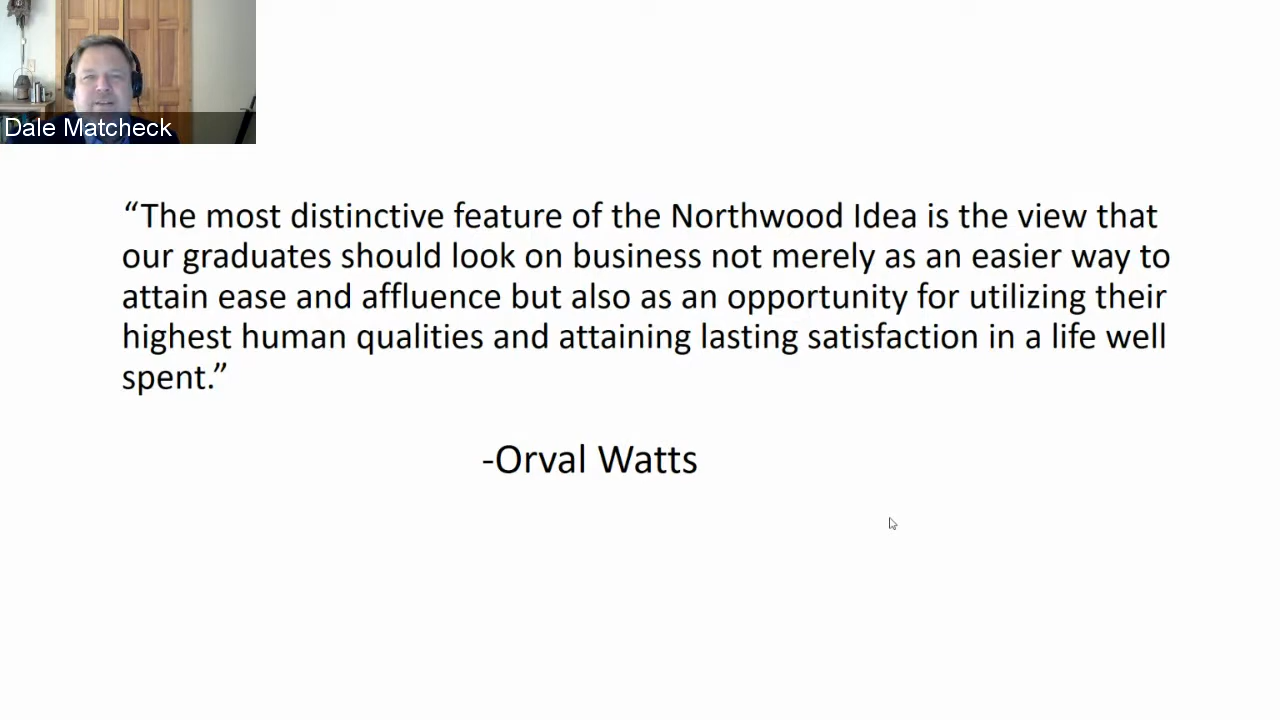 Dale Matcheck
“The most distinctive feature of the Northwood Idea is the view that
our graduates should look on business not merely as an easier way to
attain ease and affluence but also as an opportunity for utilizing their
highest human qualities and attaining lasting satisfaction in a life well
spent.”
-Orval Watts